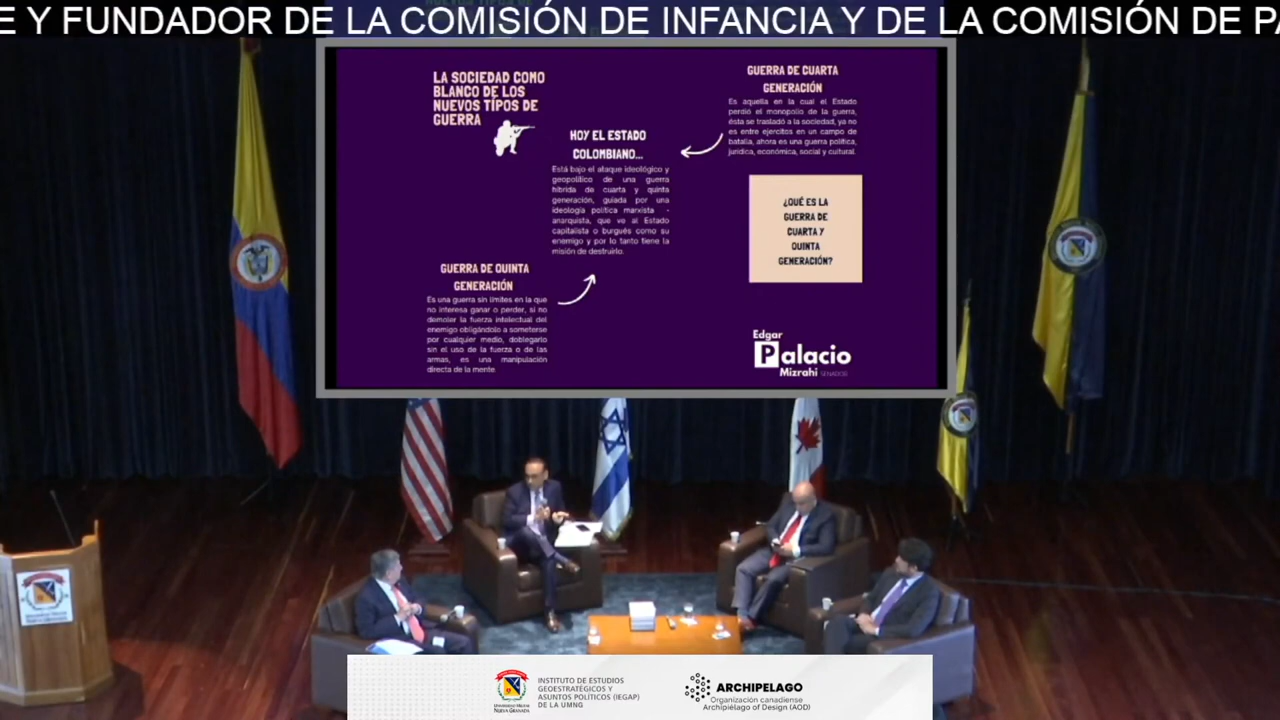 E Y FUNDADOR DE LA COMISIÓN DE INFANCIA Y DE LA COMISIÓN DE PA
LA SOCIEDAD COMO
BLANCO DE LOS
NUEVOS TIPOS DE
GUERRA
HOY EL ESTADO
COLOMBIANO...
Está bajo el ataque ideológico y
geopolítico de una guerra
híbrida de cuarta y quinta
generación, guiada por una
ideología política marxista -
anarquista, que ve al Estado
capitalista o burgués como su
enemigo y por lo tanto tiene la
misión de destruirlo.
GUERRA DE CUARTA
GENERACIÓN
Es aquella en la cual el Estado
perdió el monopolio de la guerra,
ésta se trasladó a la sociedad, ya no
es entre ejercitos en un campo de
batalla, ahora es una guerra política,
jurídica, económica, social y cultural.
¿QUÉ ES LA
GUERRA DE
CUARTA Y
QUINTA
GENERACIÓN?
GUERRA DE QUINTA
GENERACIÓN
Es una guerra sin límites en la que
no interesa ganar o perder, si no
demoler la fuerza intelectual del
enemigo obligándolo a someterse
por cualquier medio, doblegarlo
sin el uso de la fuerza o de las
armas, es una manipulación
directa de la mente.
Edgar
Palacio
Mizrahi SENADOR
UNIVERSIDAD MILITAR
NUEVA GRANADA
INSTITUTO DE ESTUDIOS
GEOESTRATÉGICOS Y
ASUNTOS POLÍTICOS (IEGAP)
DE LA UMNG
ARCHIPELAGO
Organización canadiense
Archipélago of Design (AOD)